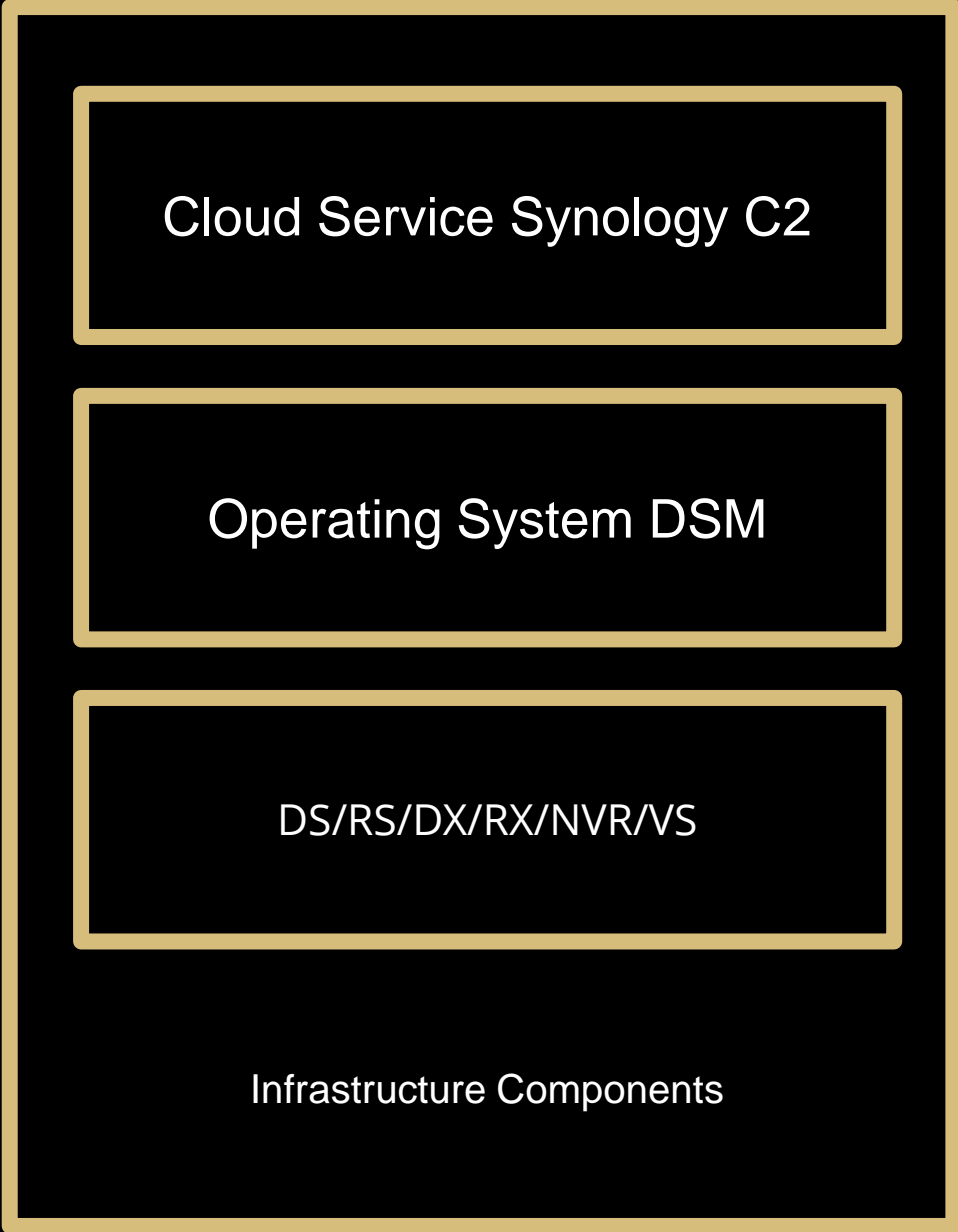 Cloud Service Synology C2
Operating System DSM
DS/RS/DX/RX/NVR/VS
Infrastructure Components